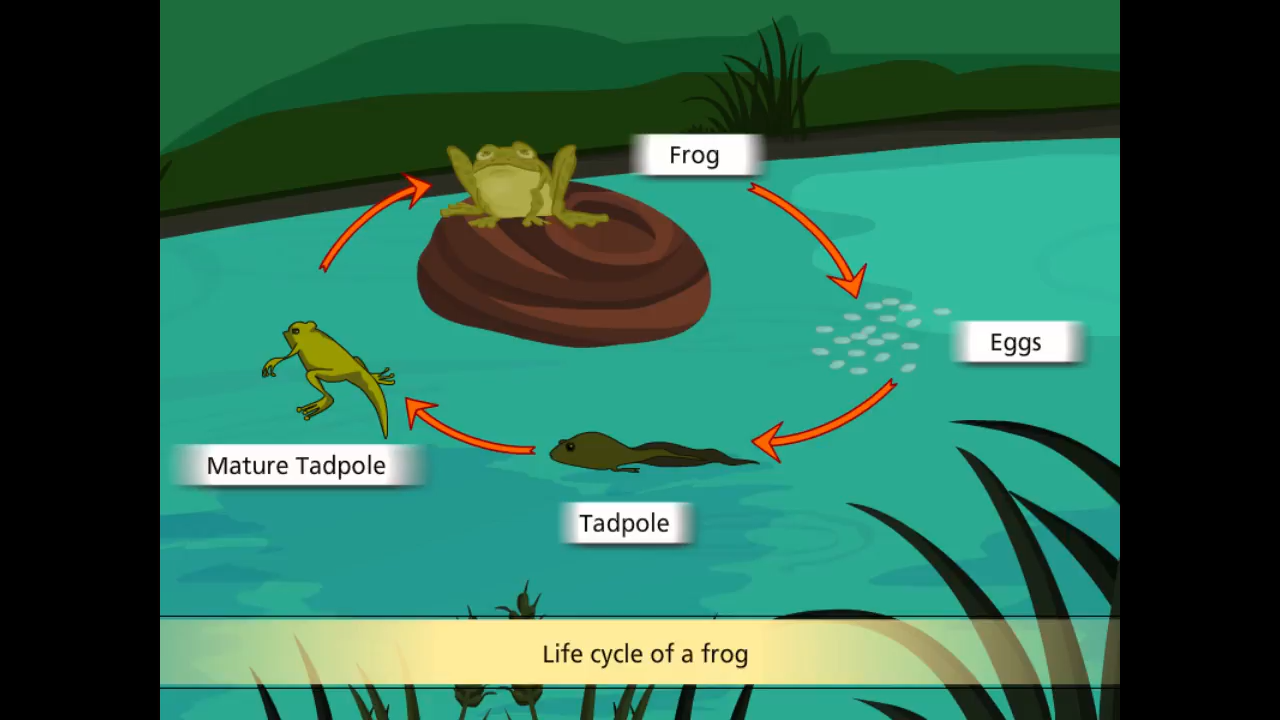 Frog
Eggs
Mature Tadpole
Tadpole
Life cycle of a frog